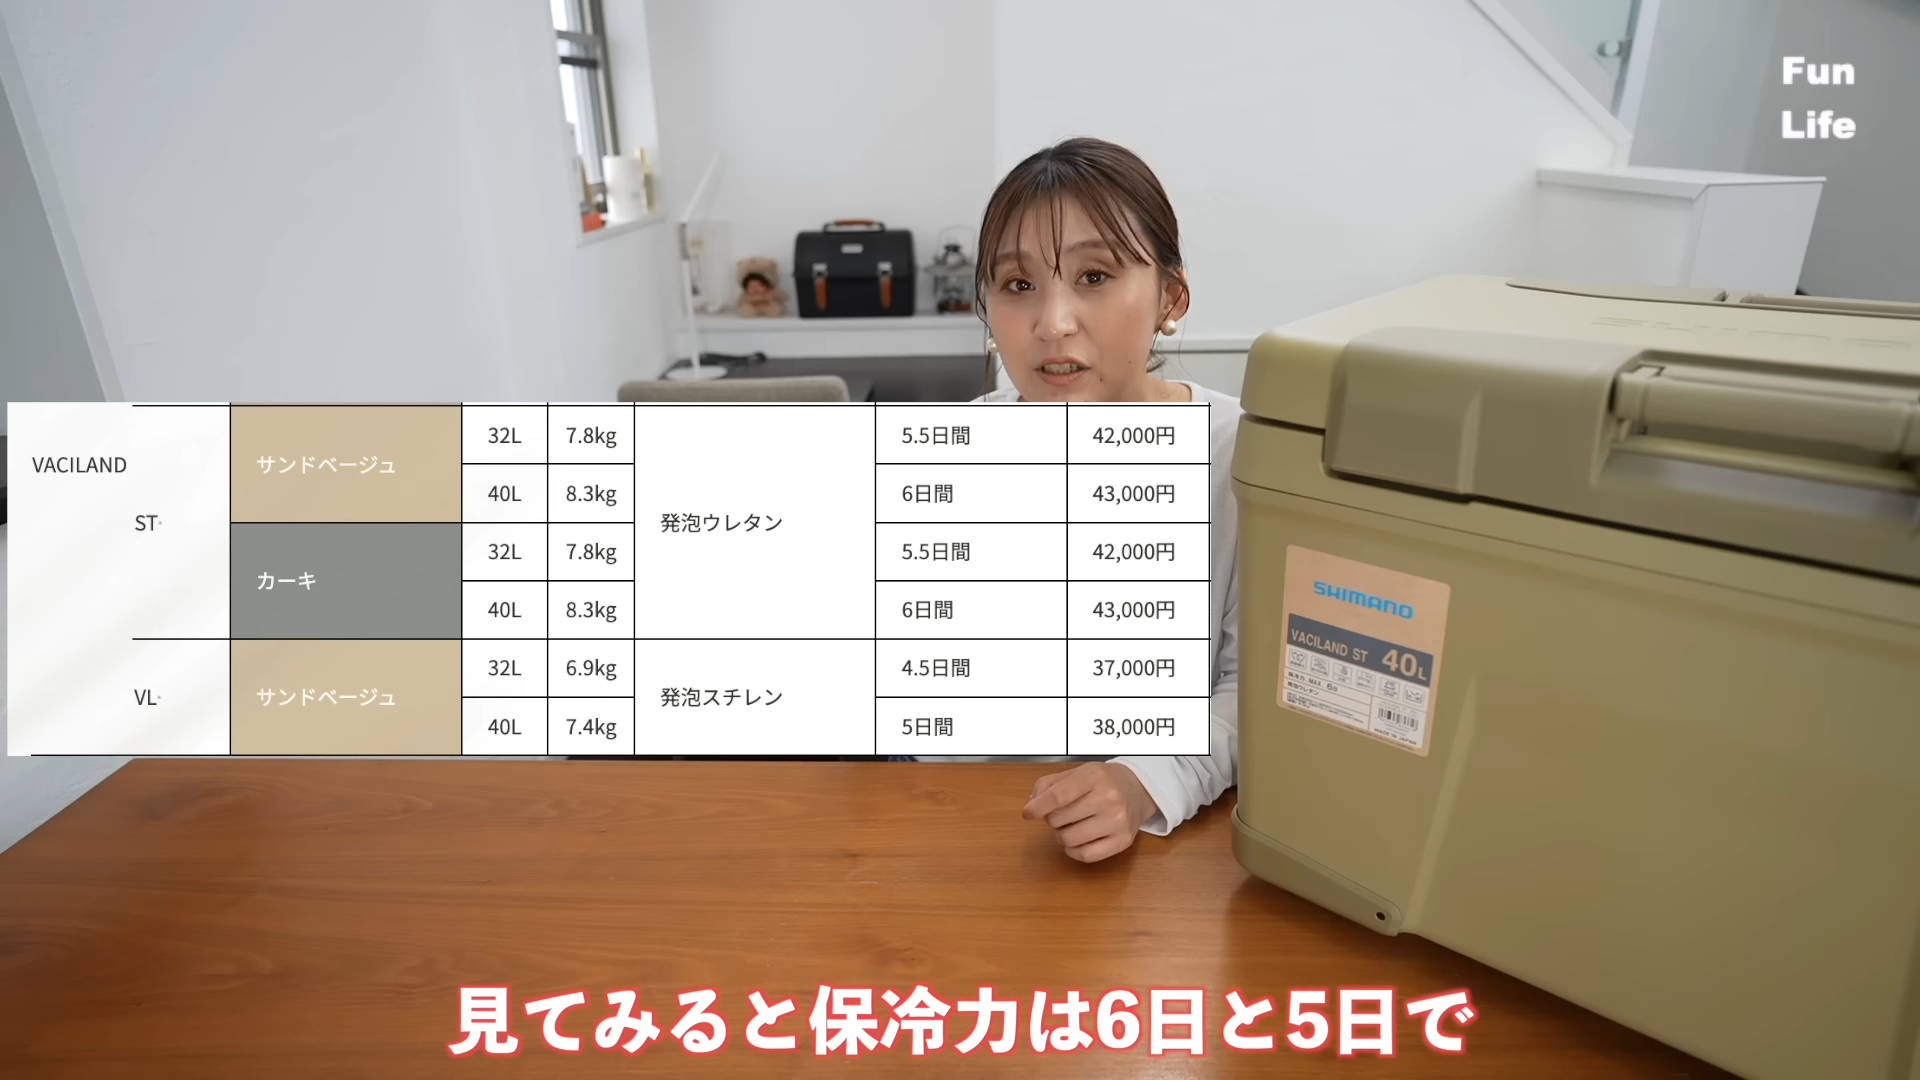 Fun
Life
VACILAND
ST
サンドベージュ
32L 7.8kg 発泡ウレタン 5.5日間 42,000円
40L 8.3kg 6日間 43,000円
カーキ
32L 7.8kg 5.5日間 42,000円
40L 8.3kg 6日間 43,000円
VL
サンドベージュ
32L 6.9kg 発泡スチレン 4.5日間 37,000円
40L 7.4kg 5日間 38,000円
SHIMANO
VACILAND ST 40L
発泡ウレタン
MADE IN JAPAN
見てみると保冷力は6日と5日で